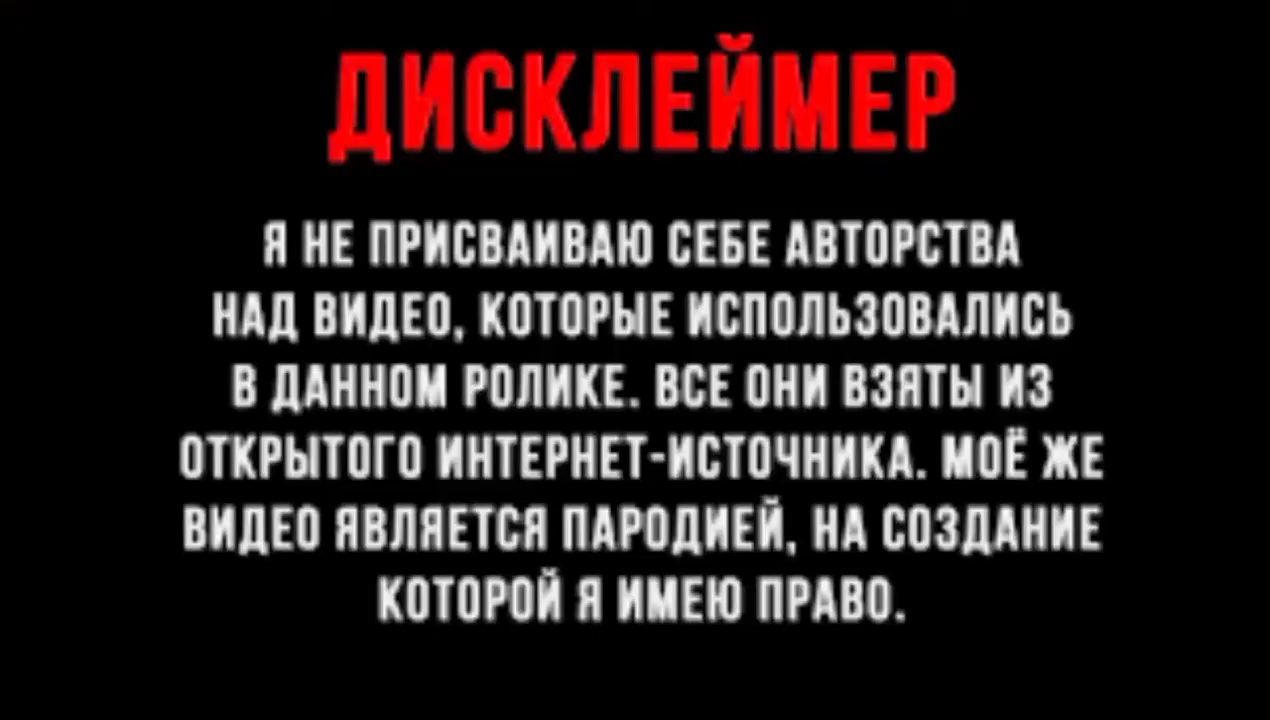 ДИСКЛЕЙМЕР
Я НЕ ПРИСВАИВАЮ СЕБЕ АВТОРСТВА
НАД ВИДЕО, КОТОРЫЕ ИСПОЛЬЗОВАЛИСЬ
В ДАННОМ РОЛИКЕ. ВСЕ ОНИ ВЗЯТЫ ИЗ
ОТКРЫТОГО ИНТЕРНЕТ-ИСТОЧНИКА. МОЁ ЖЕ
ВИДЕО ЯВЛЯЕТСЯ ПАРОДИЕЙ, НА СОЗДАНИЕ
КОТОРОЙ Я ИМЕЮ ПРАВО.